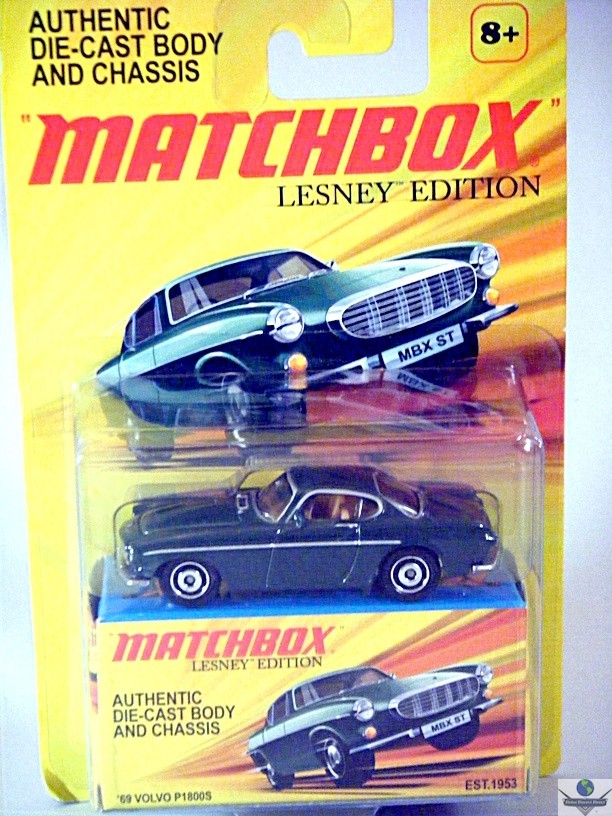 AUTHENTIC
DIE-CAST BODY
AND CHASSIS
8+
"MATCHBOX"
LESNEY™ EDITION
MBX ST
MATCHBOX
LESNEY EDITION
AUTHENTIC
DIE-CAST BODY
AND CHASSIS
MBX ST
'69 VOLVO P1800S
EST.1953